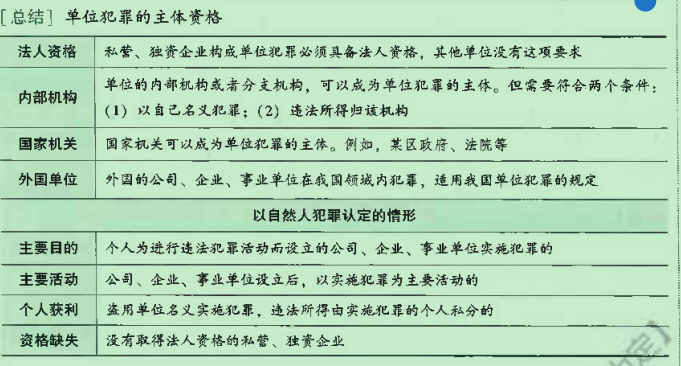 [总结] 单位犯罪的主体资格
法人资格 私营、独资企业构成单位犯罪必须具备法人资格，其他单位没有这项要求
内部机构 单位的内部机构或者分支机构，可以成为单位犯罪的主体。但需要符合两个条件：
(1) 以自己名义犯罪；(2) 违法所得归该机构
国家机关 国家机关可以成为单位犯罪的主体。例如，某区政府、法院等
外国单位 外国的公司、企业、事业单位在我国领域内犯罪，适用我国单位犯罪的规定
以自然人犯罪认定的情形
主要目的 个人为进行违法犯罪活动而设立的公司、企业、事业单位实施犯罪的
主要活动 公司、企业、事业单位设立后，以实施犯罪为主要活动的
个人获利 盗用单位名义实施犯罪，违法所得由实施犯罪的个人私分的
资格缺失 没有取得法人资格的私营、独资企业